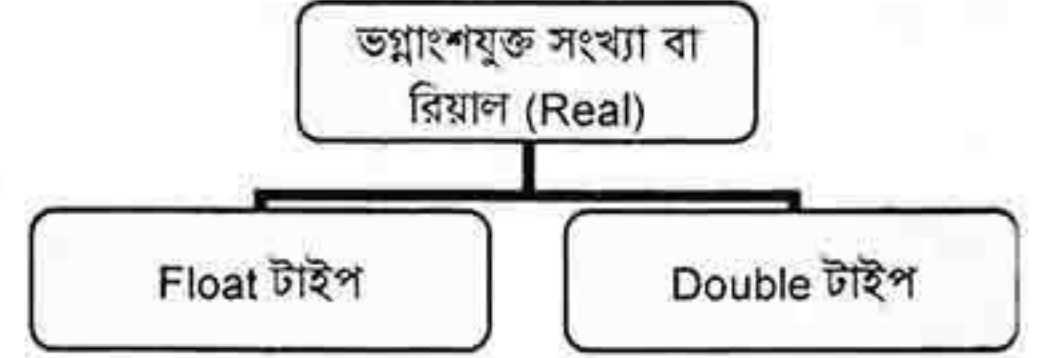 ভগ্নাংশযুক্ত সংখ্যা বা
রিয়াল (Real)
Float টাইপ
Double টাইপ